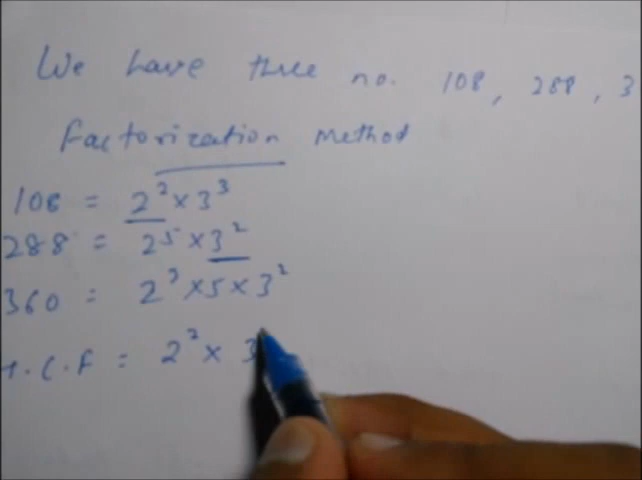 We have three no. 108, 288, 3
Factorization Method
108 = 2² × 3³
288 = 2⁵ × 3²
360 = 2³ × 5 × 3²
H.C.F = 2² × 3